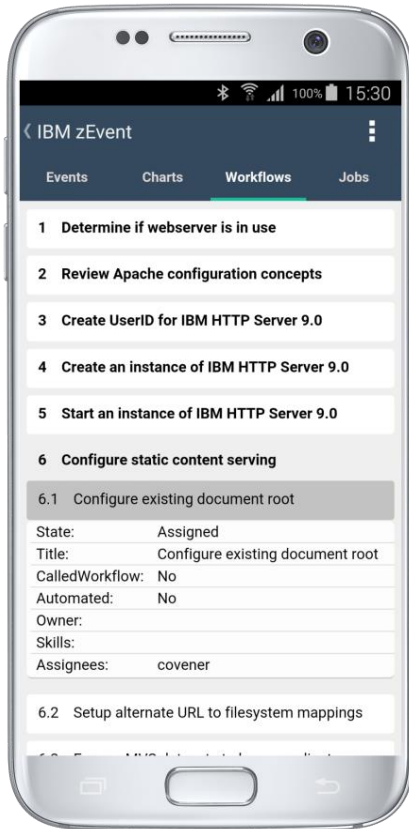 100% 15:30
IBM zEvent
Events Charts Workflows Jobs
1 Determine if webserver is in use
2 Review Apache configuration concepts
3 Create UserID for IBM HTTP Server 9.0
4 Create an instance of IBM HTTP Server 9.0
5 Start an instance of IBM HTTP Server 9.0
6 Configure static content serving
6.1 Configure existing document root
State: Assigned
Title: Configure existing document root
CalledWorkflow: No
Automated: No
Owner:
Skills:
Assignees: covener
6.2 Setup alternate URL to filesystem mappings